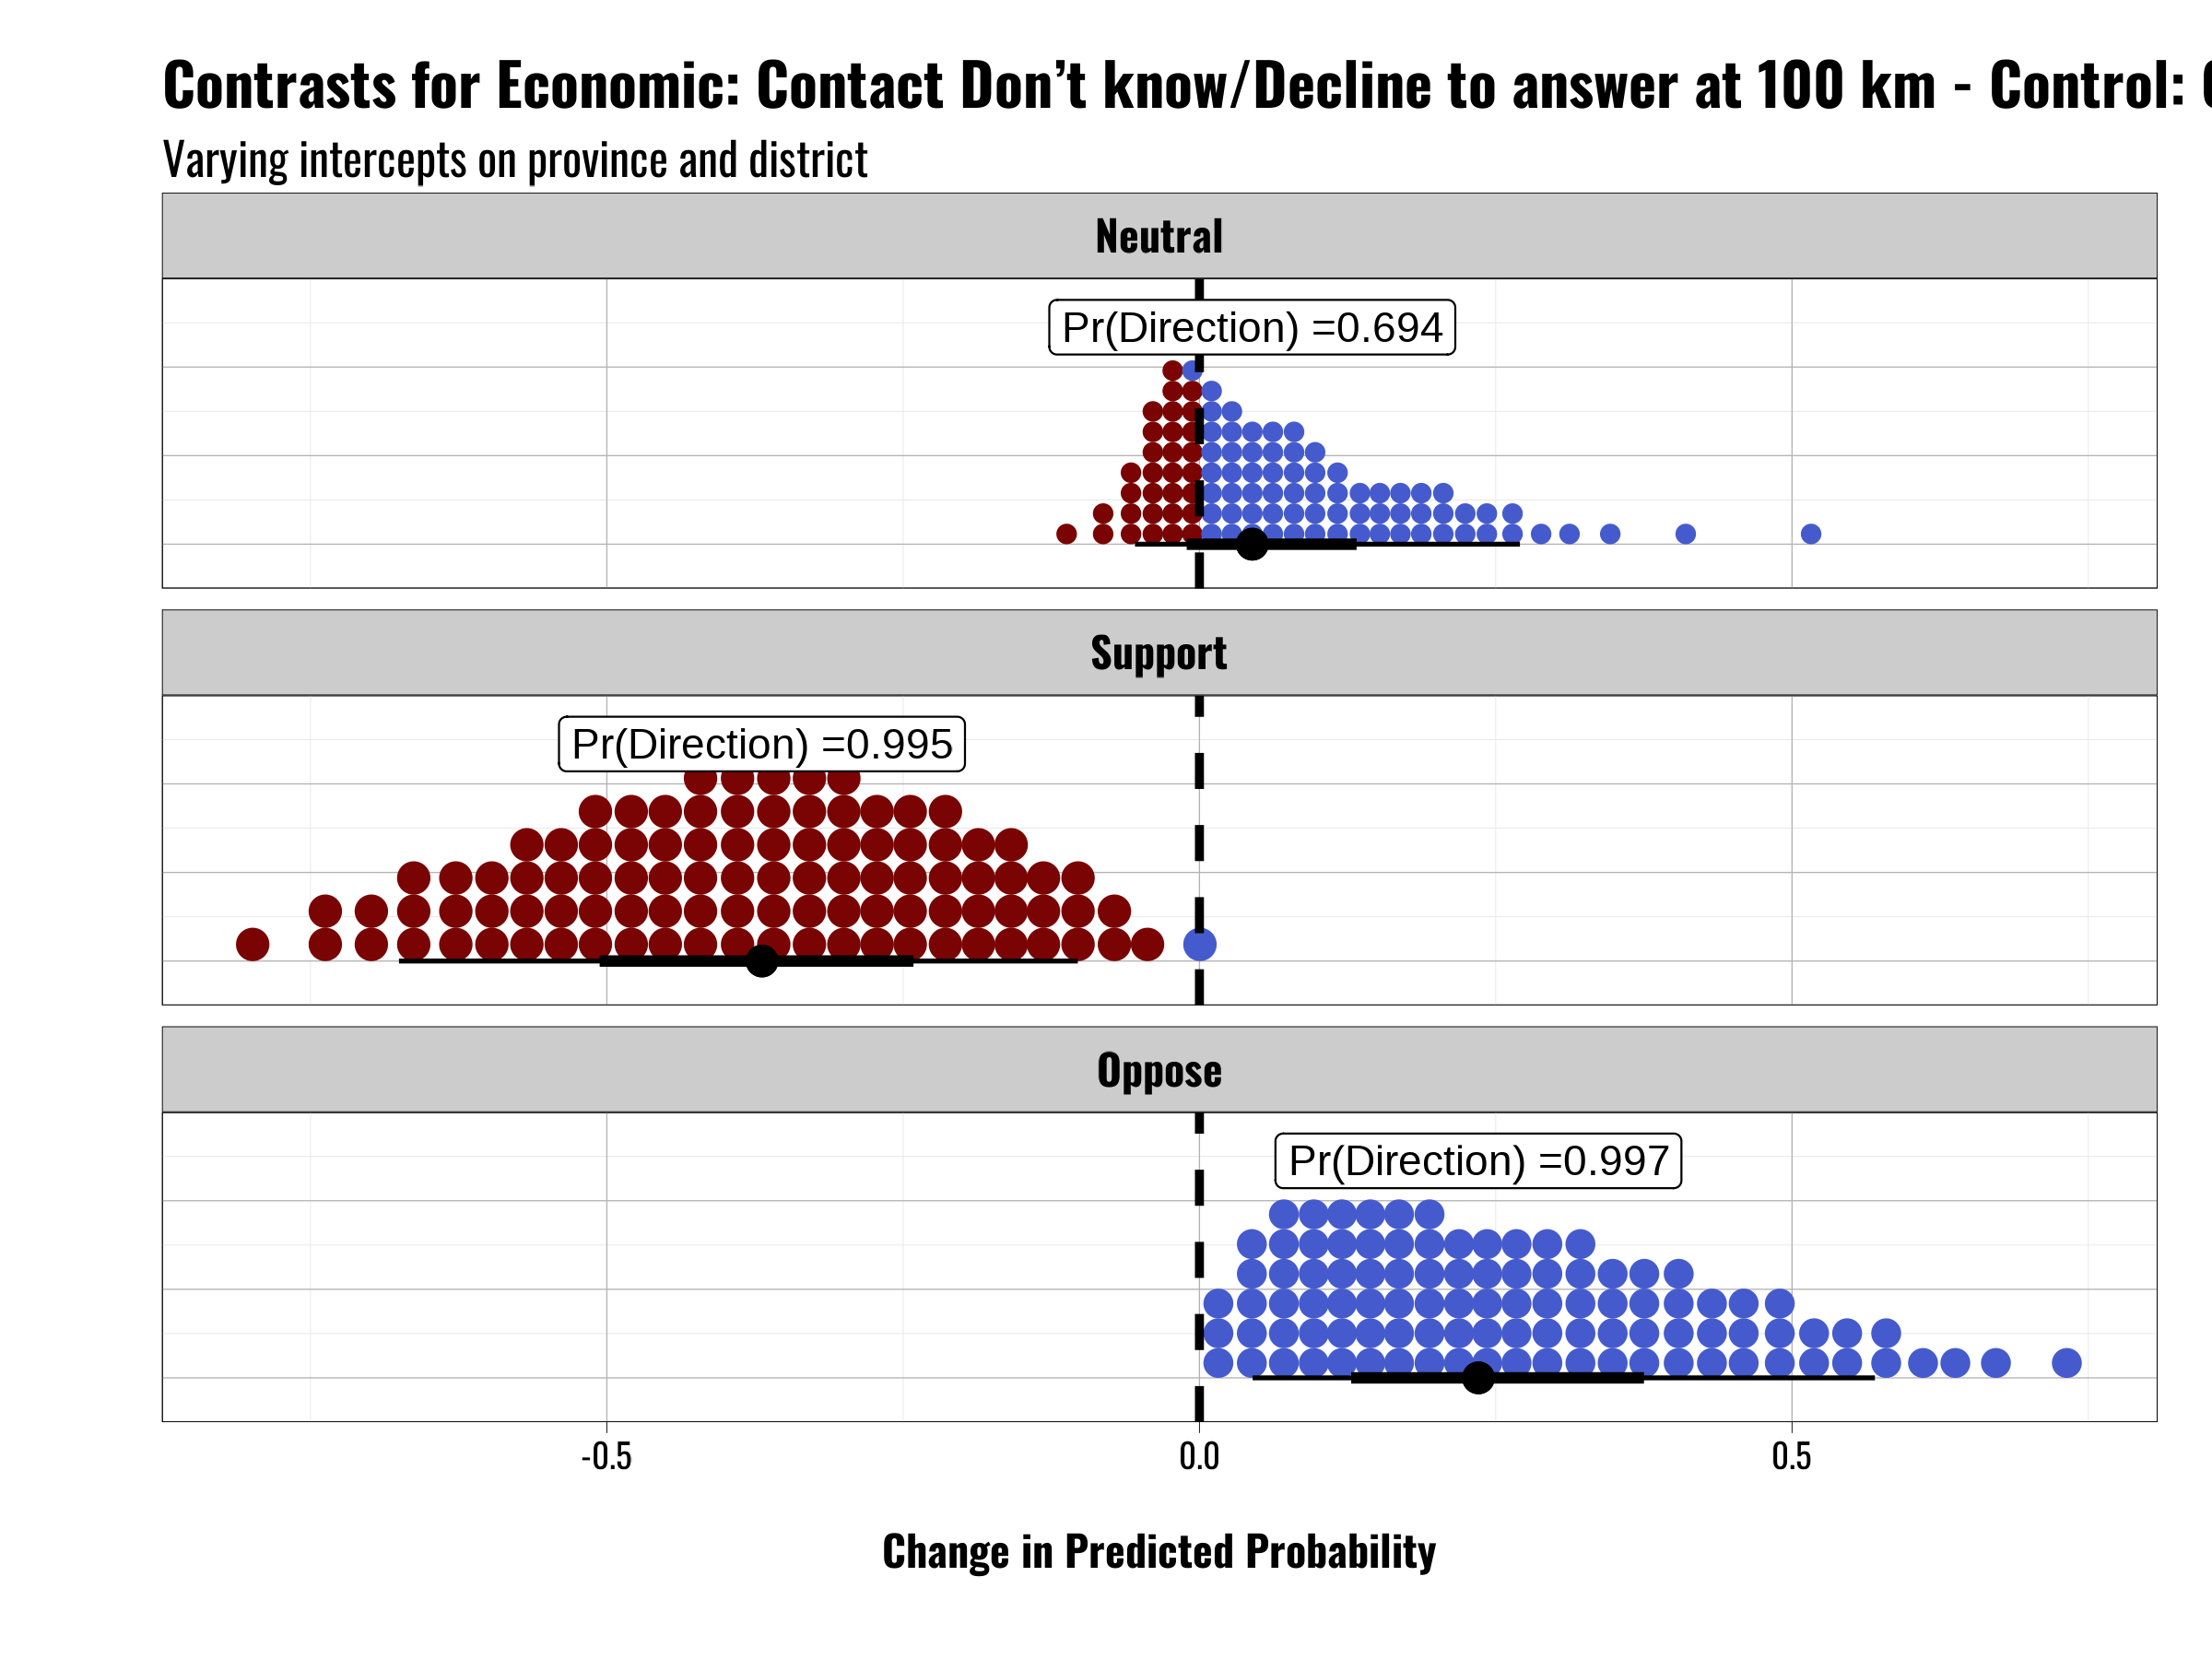 Contrasts for Economic: Contact Don’t know/Decline to answer at 100 km - Control:
Varying intercepts on province and district
Neutral
Pr(Direction) =0.694
Support
Pr(Direction) =0.995
Oppose
Pr(Direction) =0.997
-0.5 0.0 0.5
Change in Predicted Probability